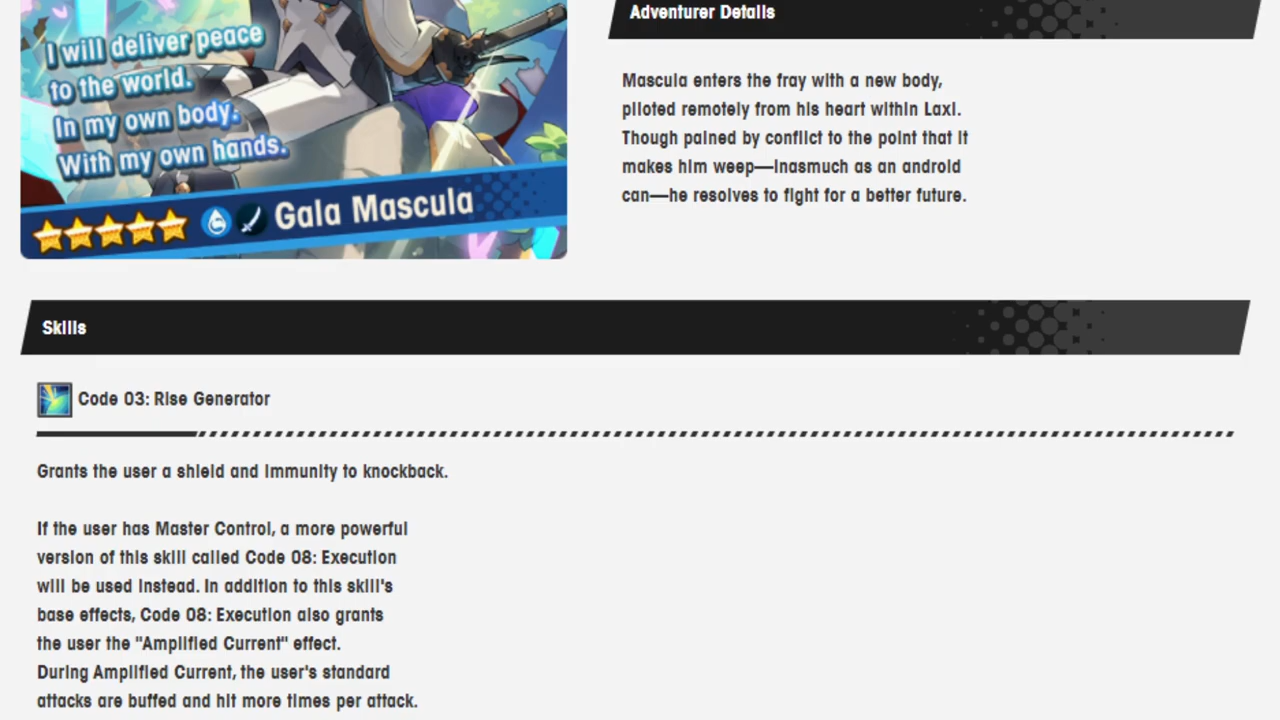 Adventurer Details
I will deliver peace
to the world.
In my own body.
With my own hands.
Gala Mascula
Mascula enters the fray with a new body,
piloted remotely from his heart within Laxi.
Though pained by conflict to the point that it
makes him weep—inasmuch as an android
can—he resolves to fight for a better future.
Skills
Code 03: Rise Generator
Grants the user a shield and immunity to knockback.
If the user has Master Control, a more powerful
version of this skill called Code 08: Execution
will be used instead. In addition to this skill's
base effects, Code 08: Execution also grants
the user the "Amplified Current" effect.
During Amplified Current, the user's standard
attacks are buffed and hit more times per attack.